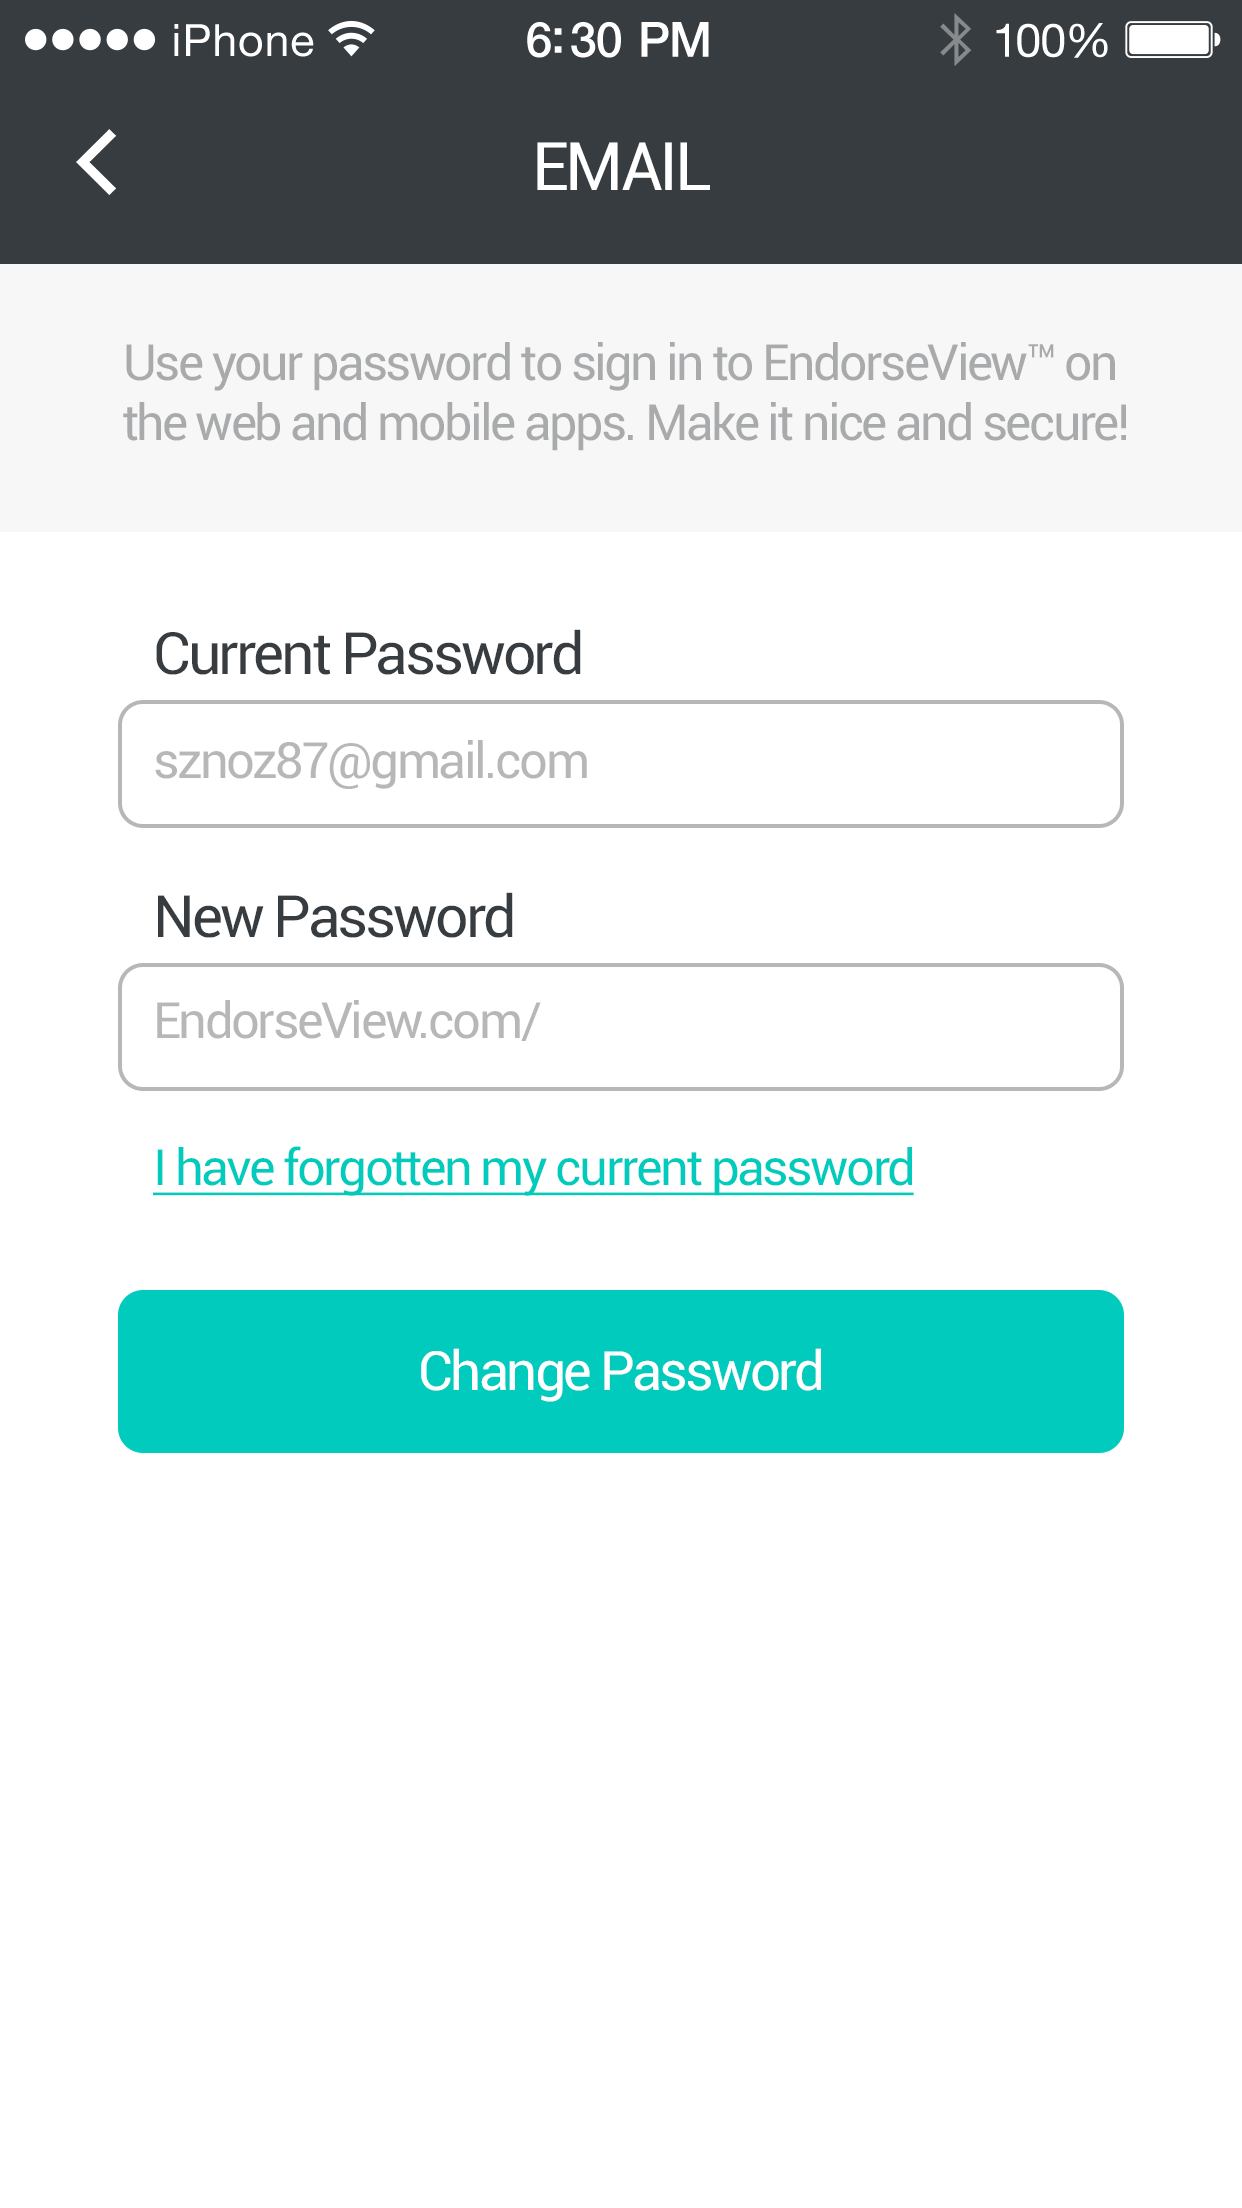 iPhone 6:30 PM 100%
EMAIL
Use your password to sign in to EndorseView™ on
the web and mobile apps. Make it nice and secure!
Current Password
sznoz87@gmail.com
New Password
EndorseView.com/
I have forgotten my current password
Change Password